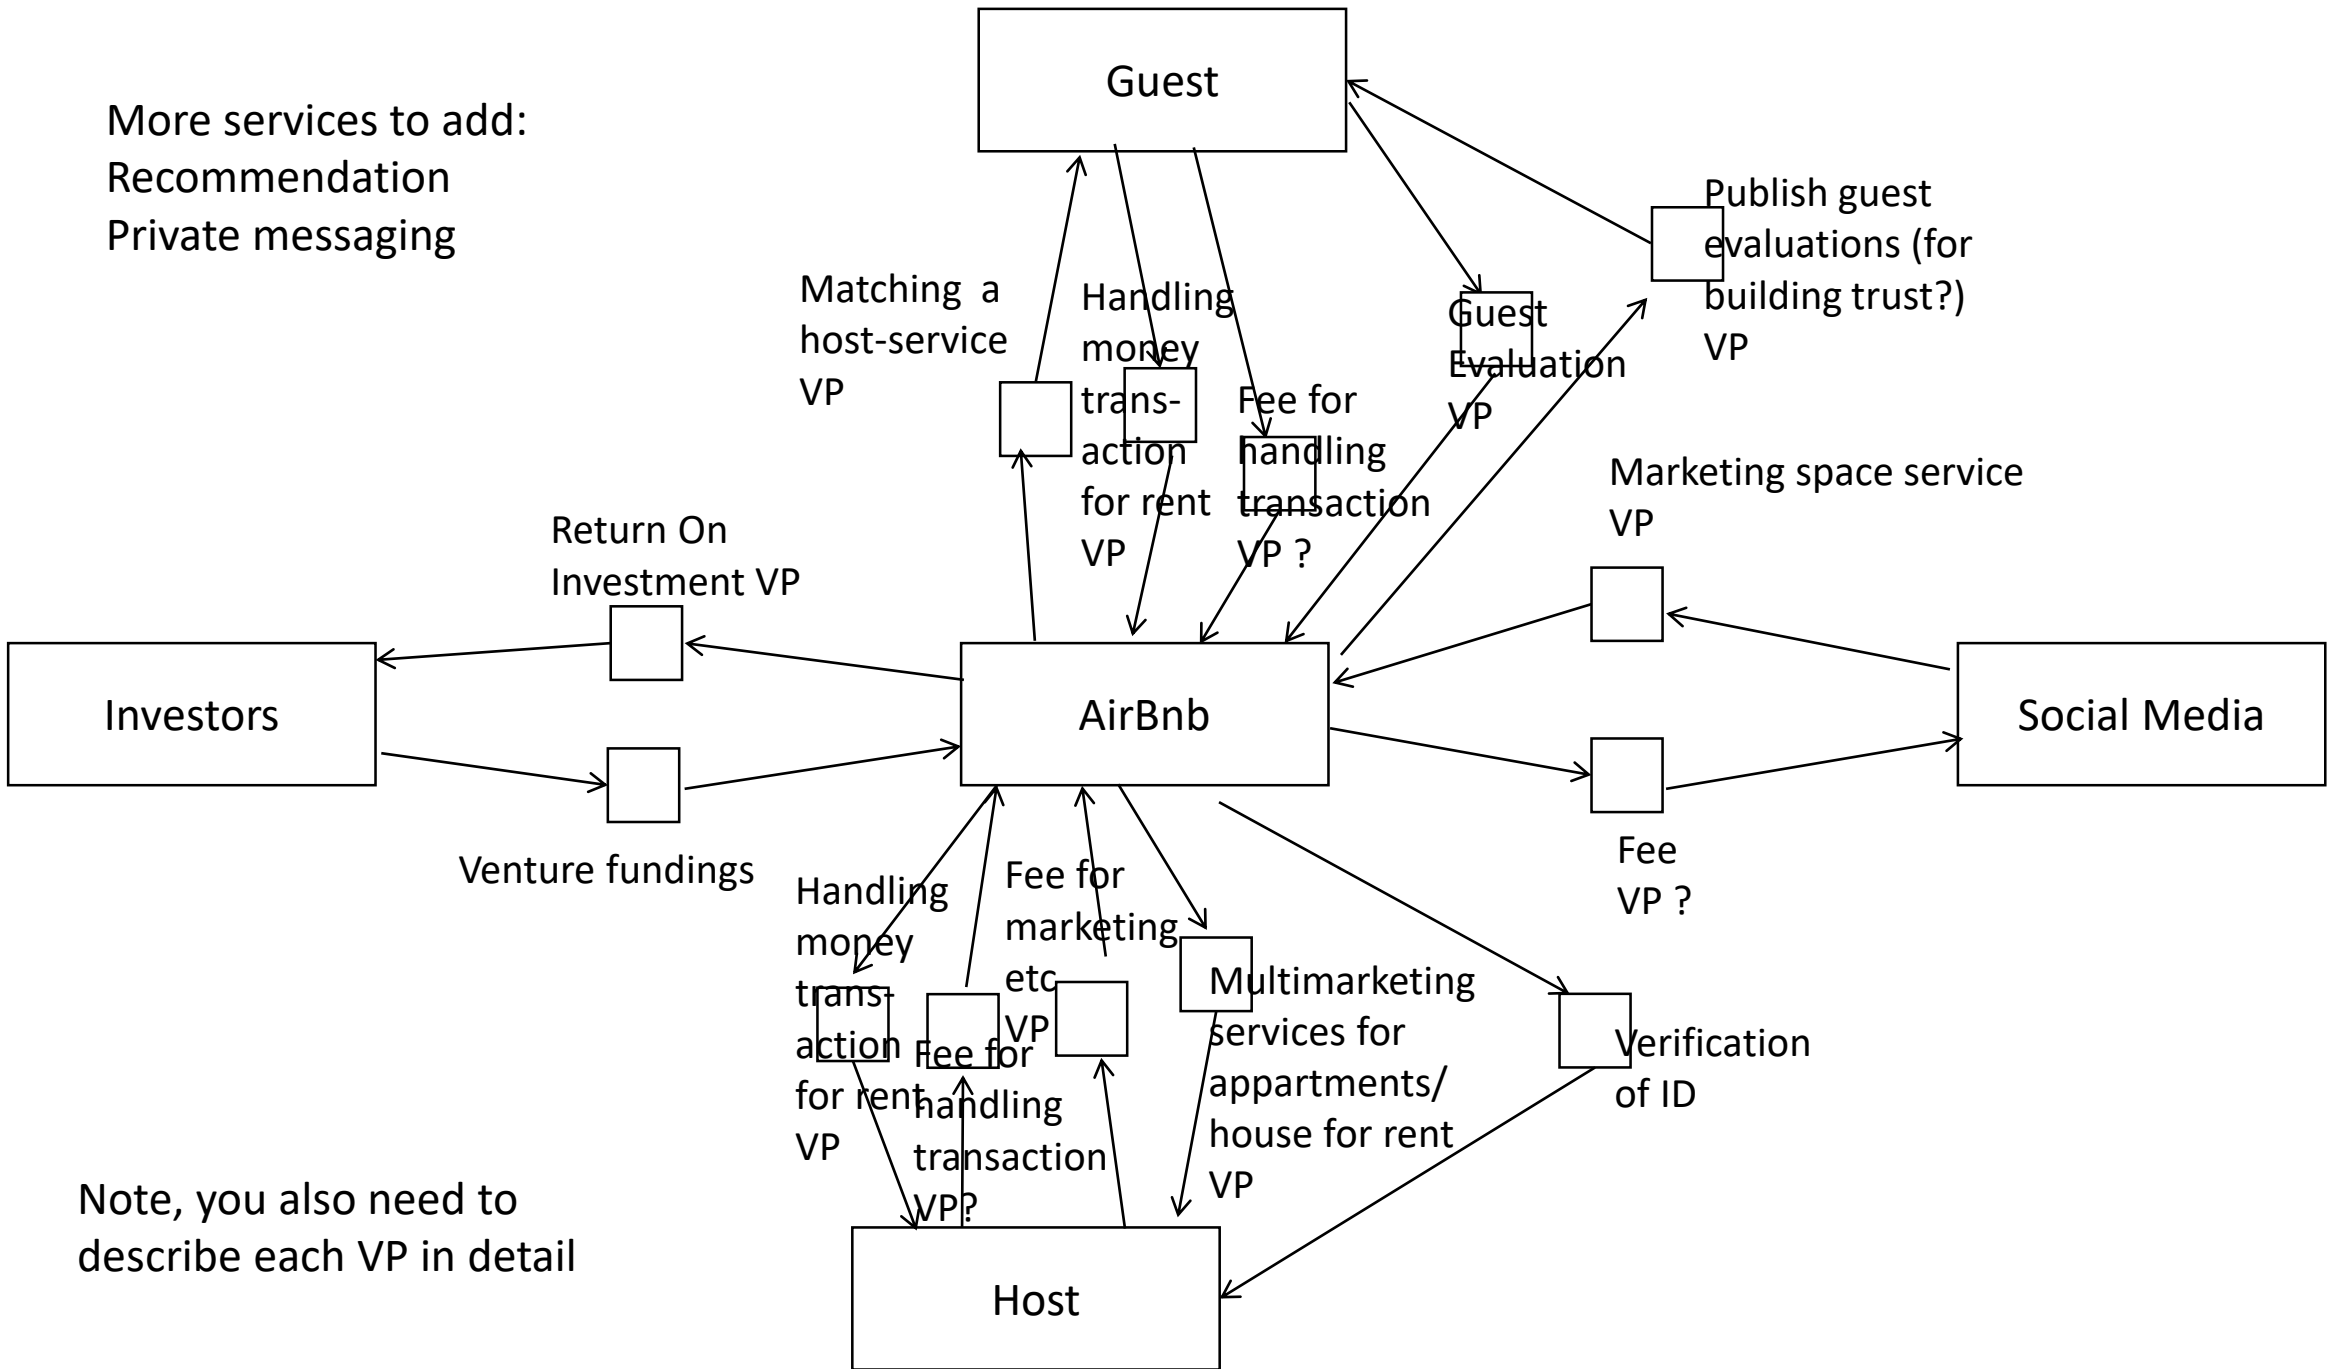 Guest
More services to add:
Recommendation
Private messaging
Publish guest
evaluations (for
building trust?)
VP
Matching  a
host-service
VP
Handling
money
trans-
action
for rent
VP
Fee for
handling
transaction
VP ?
Guest
Evaluation
VP
Marketing space service
VP
Return On
Investment VP
Investors
AirBnb
Social Media
Venture fundings
Fee
VP ?
Handling
money
trans-
action
for rent
VP
Fee for
handling
transaction
VP?
Fee for
marketing
etc
VP
Multimarketing
services for
appartments/
house for rent
VP
Verification
of ID
Note, you also need to
describe each VP in detail
Host